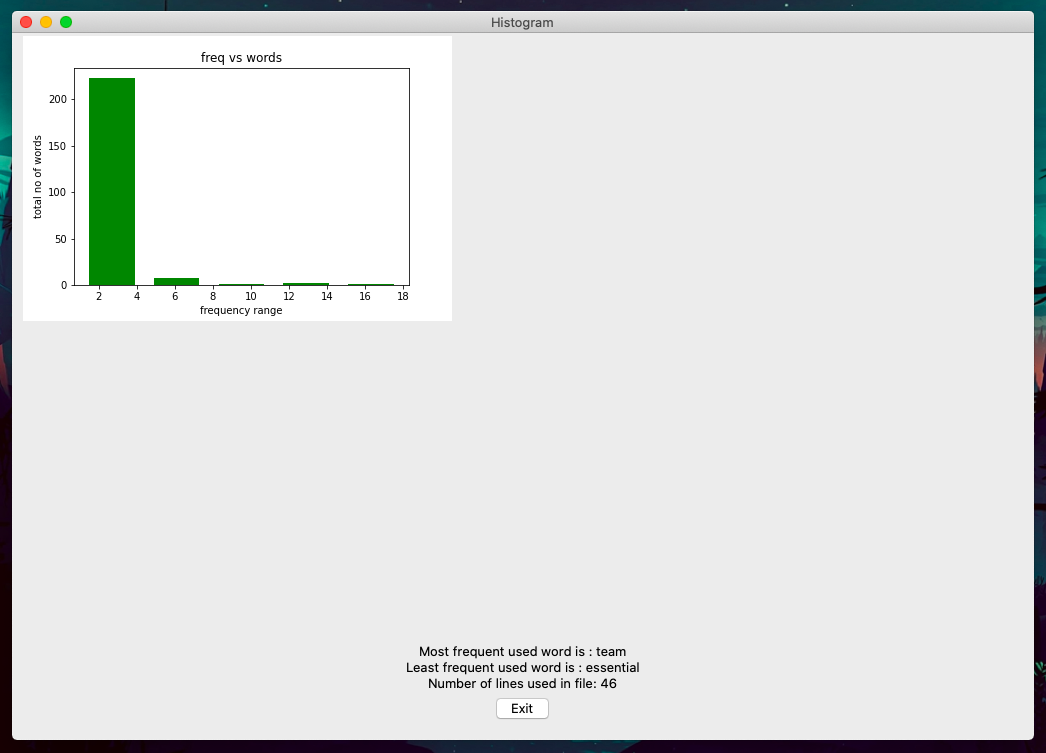 Histogram
freq vs words
200
150
100
50
0
total no of words
2 4 6 8 10 12 14 16 18
frequency range
Most frequent used word is : team
Least frequent used word is : essential
Number of lines used in file: 46
Exit